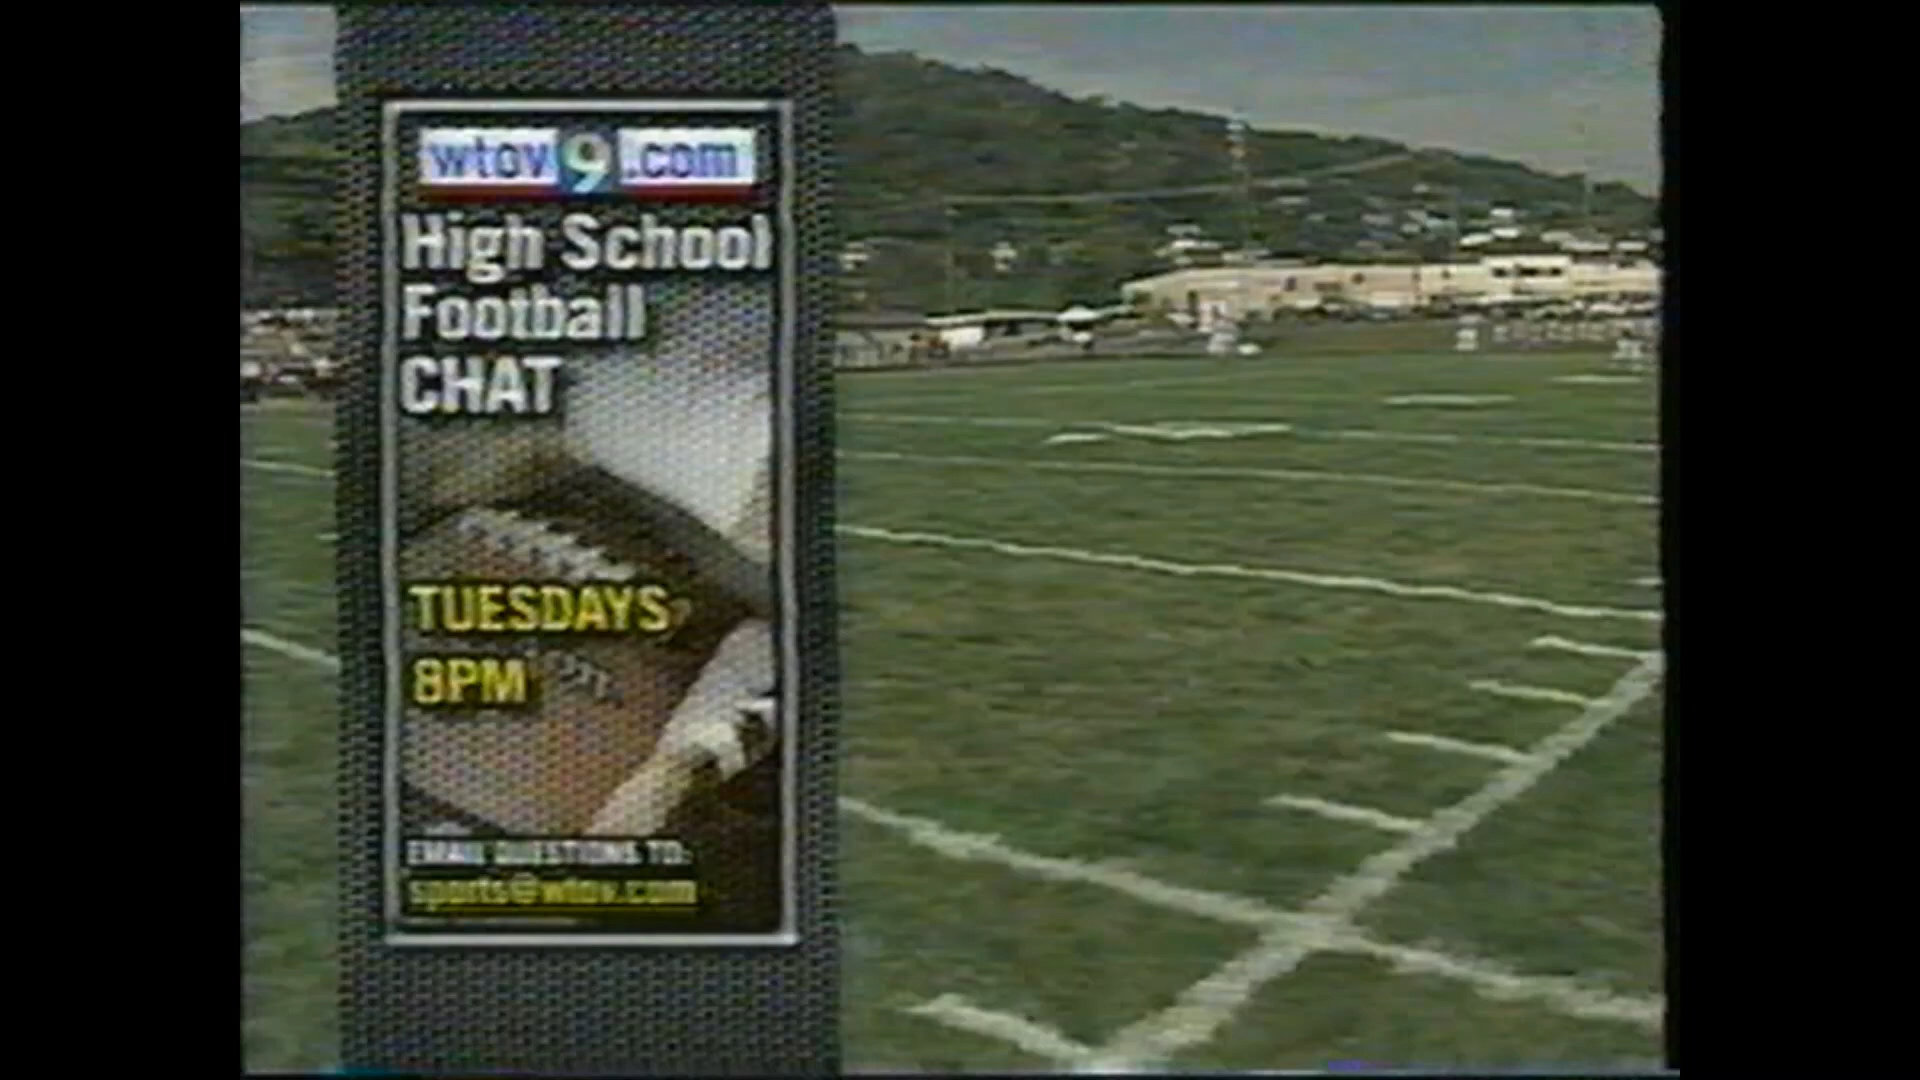 wtov9.com
High School
Football
CHAT
TUESDAYS
8PM
EMAIL QUESTIONS TO:
sports@wtov.com